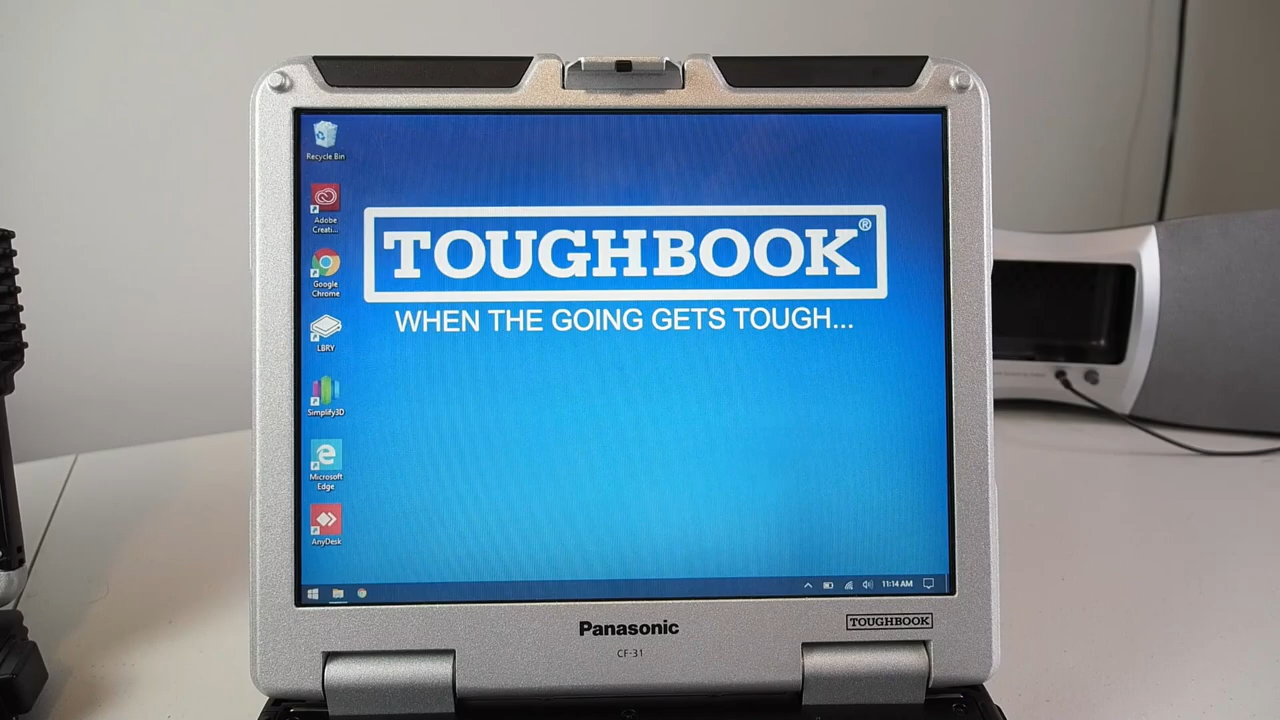 Recycle Bin
Adobe
Creati...
Google
Chrome
LBRY
Simplify3D
Microsoft
Edge
AnyDesk
TOUGHBOOK®
WHEN THE GOING GETS TOUGH...
11:14 AM
Panasonic
TOUGHBOOK
CF-31